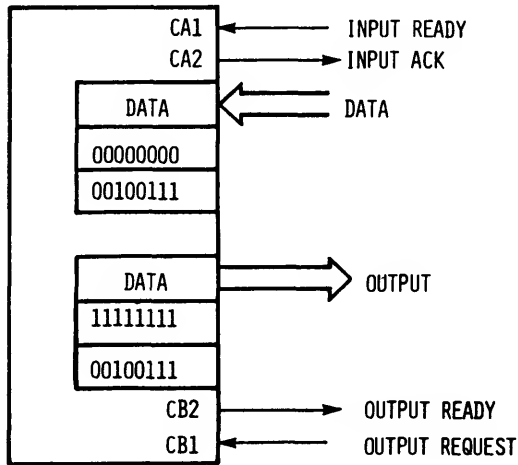 CA1 INPUT READY
CA2 INPUT ACK
DATA DATA
00000000
00100111
DATA OUTPUT
11111111
00100111
CB2 OUTPUT READY
CB1 OUTPUT REQUEST